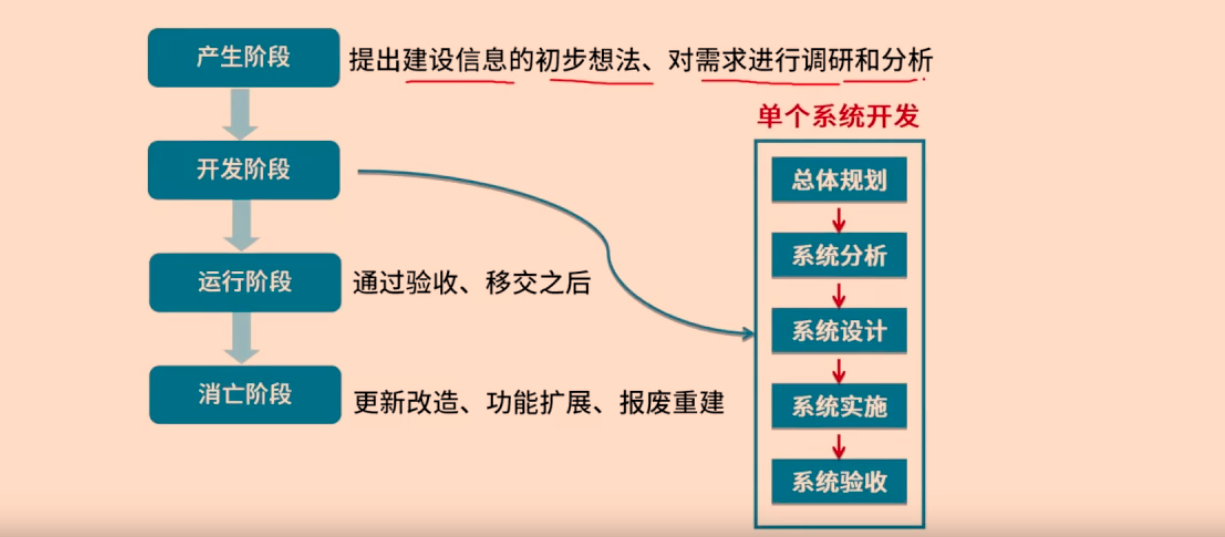 产生阶段
提出建设信息的初步想法、对需求进行调研和分析
开发阶段
运行阶段
通过验收、移交之后
消亡阶段
更新改造、功能扩展、报废重建
单个系统开发
总体规划
系统分析
系统设计
系统实施
系统验收